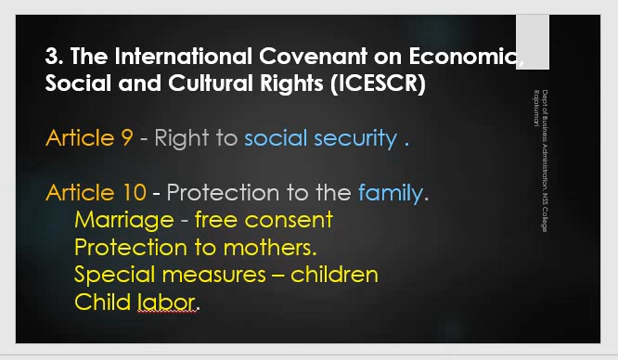 3. The International Covenant on Economic,
Social and Cultural Rights (ICESCR)
Article 9 - Right to social security .
Article 10 - Protection to the family.
Marriage - free consent
Protection to mothers.
Special measures – children
Child labor.
Dept of Business Administration NSS College
Rajakumari